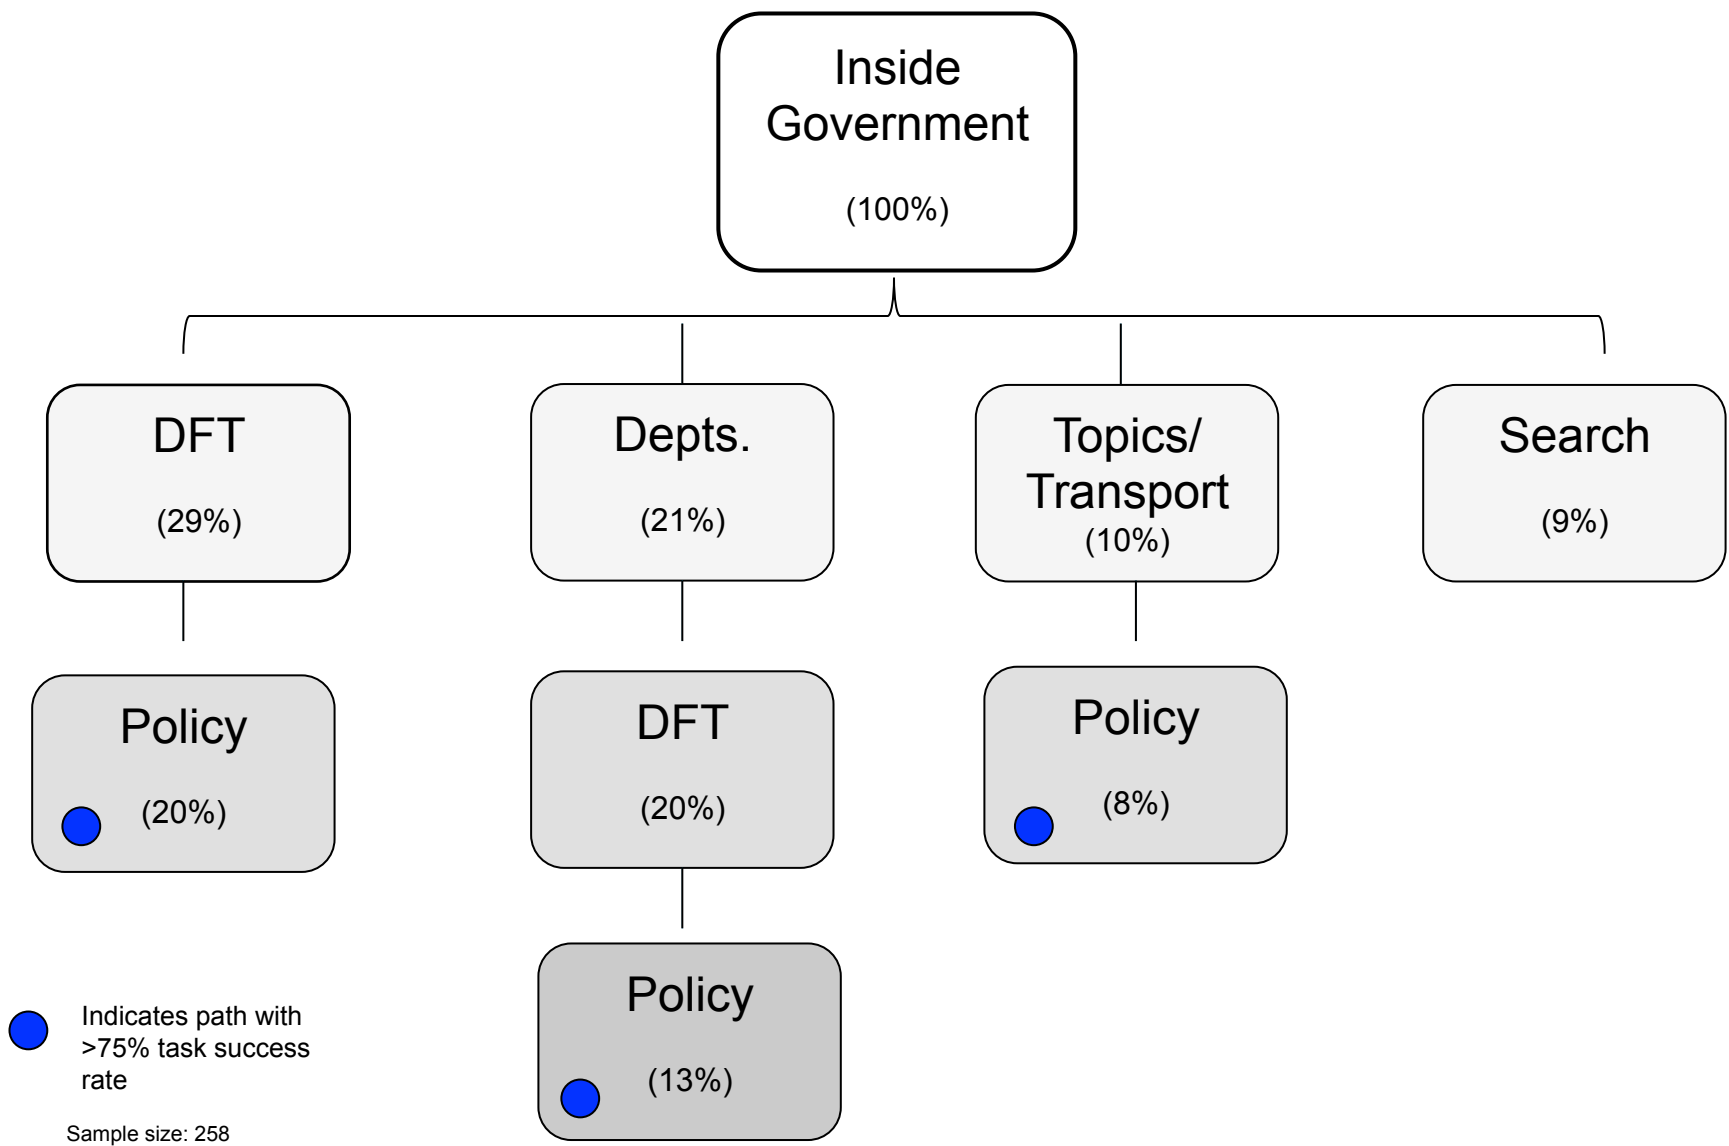 Inside
Government
(100%)
DFT
(29%)
Depts.
(21%)
Topics/
Transport
(10%)
Search
(9%)
Policy
(20%)
DFT
(20%)
Policy
(8%)
Policy
(13%)
Indicates path with
>75% task success
rate
Sample size: 258